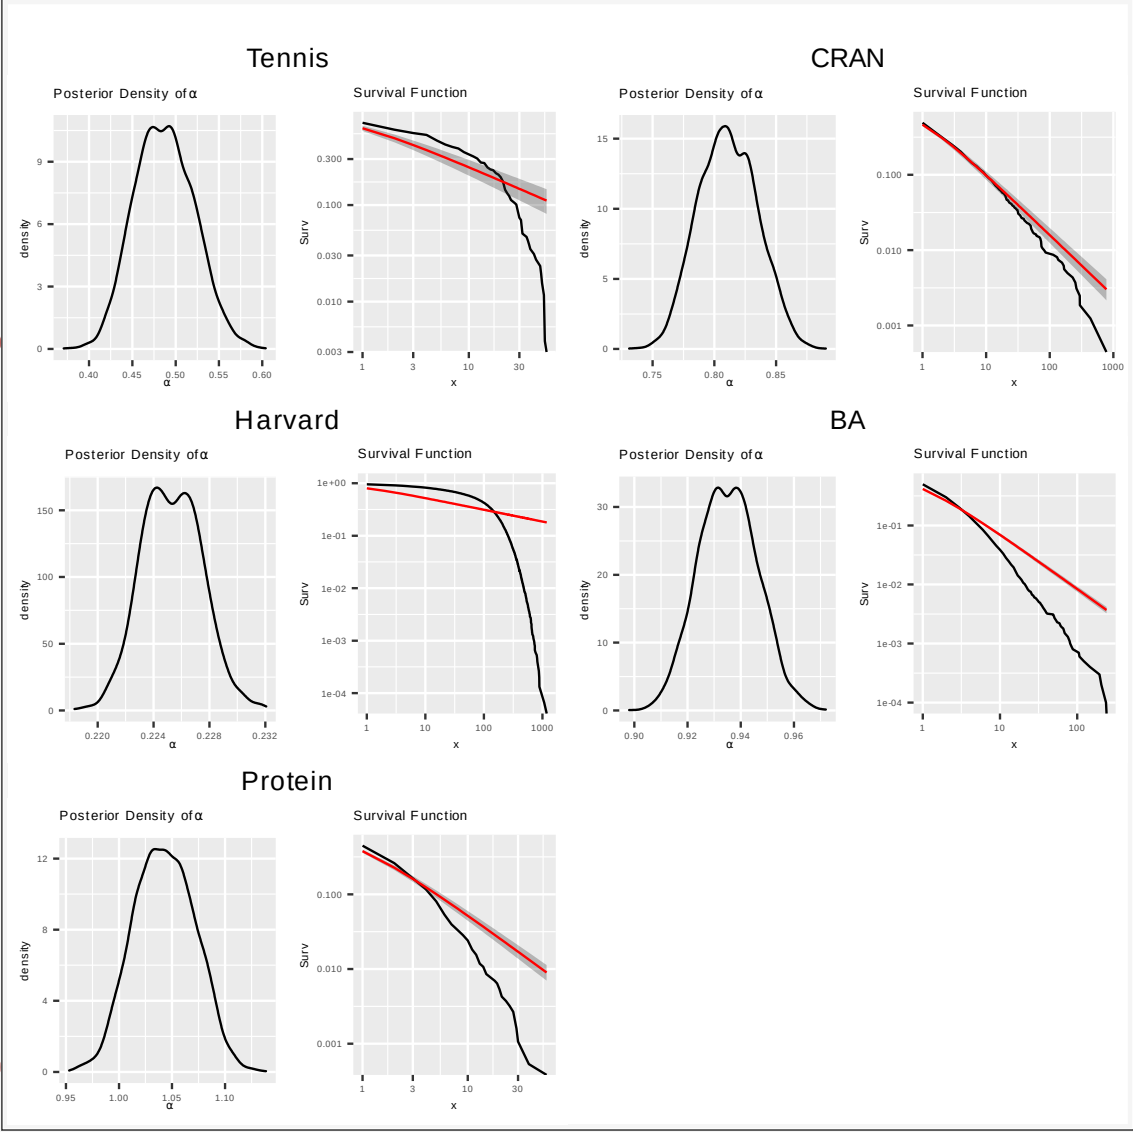 Tennis
Posterior Density of α
density
9
6
3
0
0.40 0.45 0.50 0.55 0.60
α
Survival Function
Surv
0.300
0.100
0.030
0.010
0.003
1 3 10 30
x
CRAN
Posterior Density of α
density
15
10
5
0
0.75 0.80 0.85
α
Survival Function
Surv
0.100
0.010
0.001
1 10 100 1000
x
Harvard
Posterior Density of α
density
150
100
50
0
0.220 0.224 0.228 0.232
α
Survival Function
Surv
1e+00
1e-01
1e-02
1e-03
1e-04
1 10 100 1000
x
BA
Posterior Density of α
density
30
20
10
0
0.90 0.92 0.94 0.96
α
Survival Function
Surv
1e-01
1e-02
1e-03
1e-04
1 10 100
x
Protein
Posterior Density of α
density
12
8
4
0
0.95 1.00 1.05 1.10
α
Survival Function
Surv
0.100
0.010
0.001
1 3 10 30
x